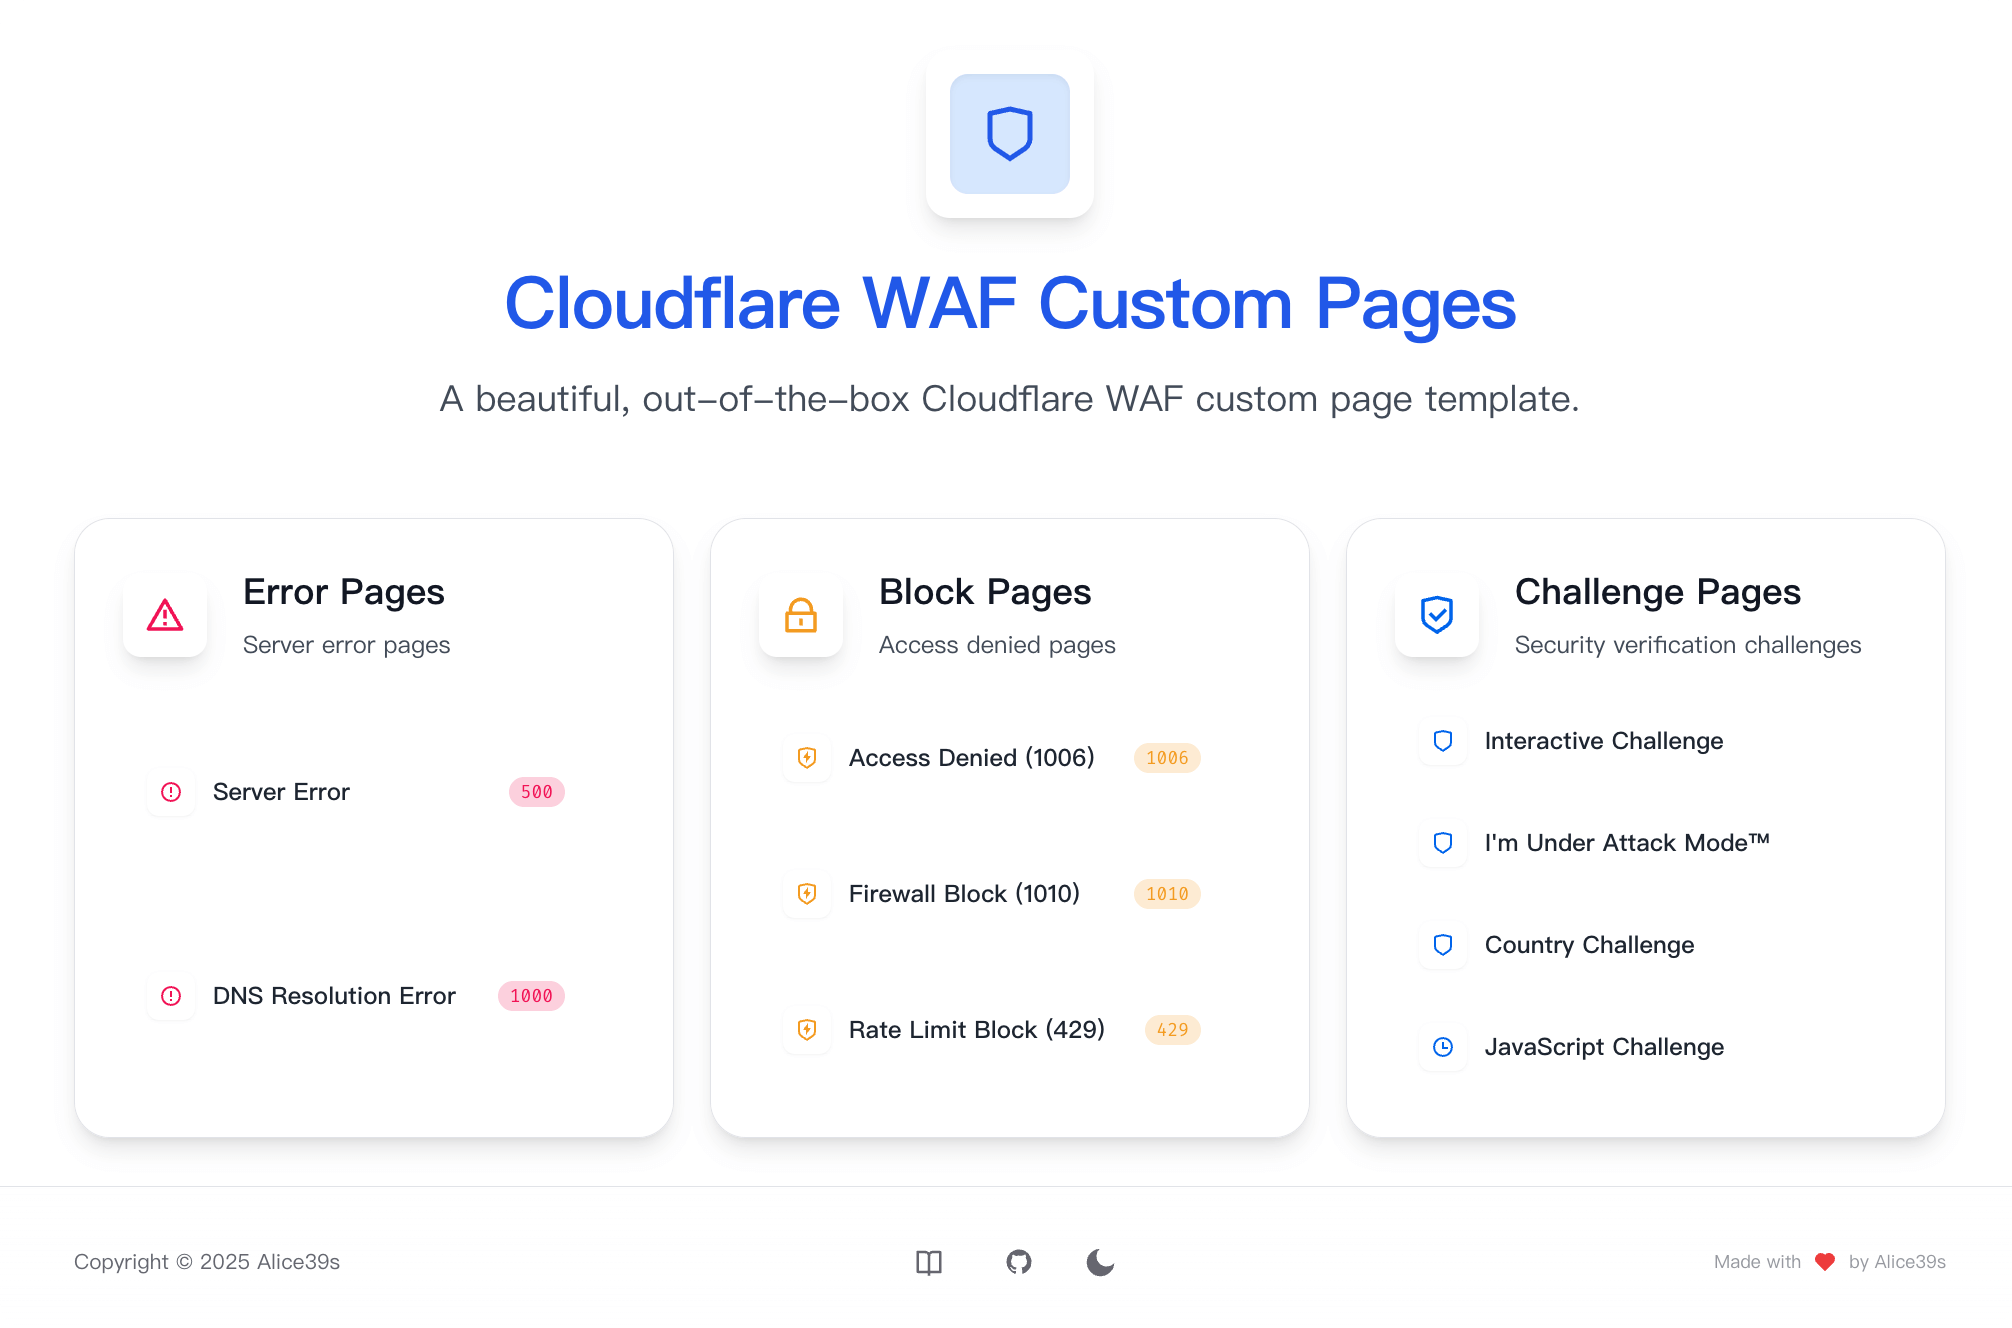 Cloudflare WAF Custom Pages
A beautiful, out-of-the-box Cloudflare WAF custom page template.
Error Pages
Server error pages
Server Error 500
DNS Resolution Error 1000
Block Pages
Access denied pages
Access Denied (1006) 1006
Firewall Block (1010) 1010
Rate Limit Block (429) 429
Challenge Pages
Security verification challenges
Interactive Challenge
I'm Under Attack Mode™
Country Challenge
JavaScript Challenge
Copyright © 2025 Alice39s
Made with ❤ by Alice39s